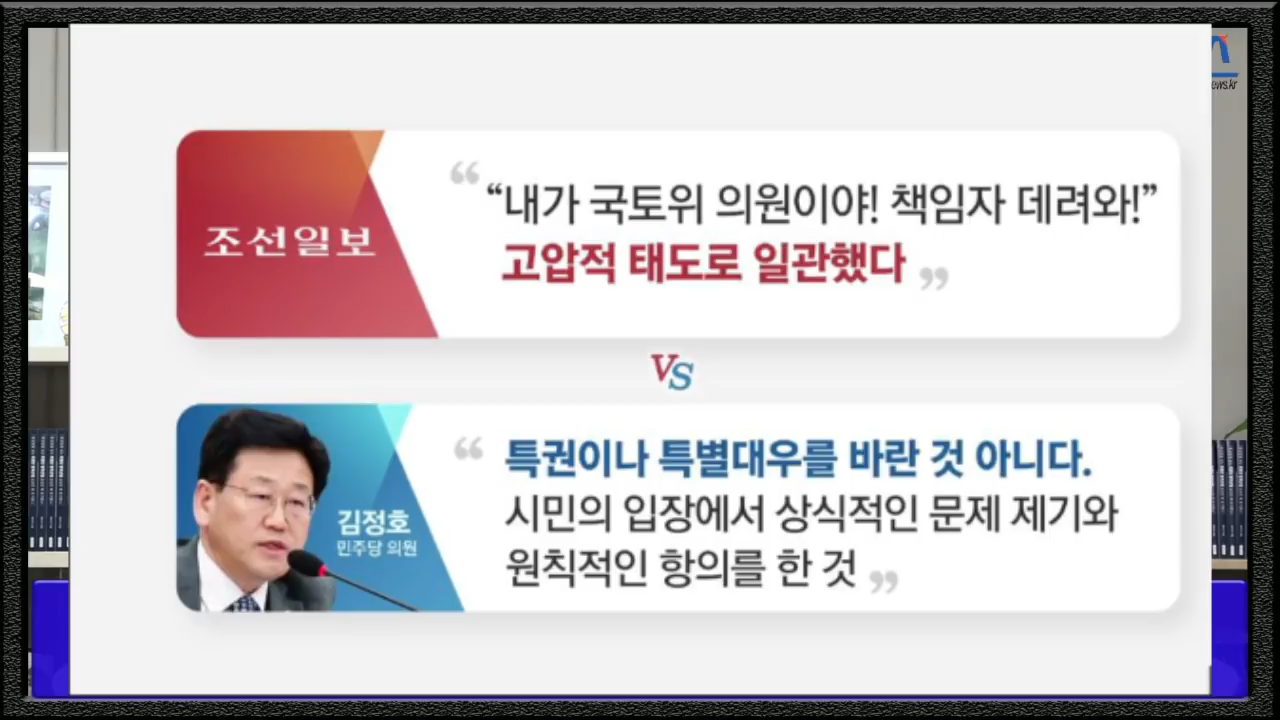 조선일보
“내가 국토위 의원이야! 책임자 데려와!”
고압적 태도로 일관했다
VS
김정호
민주당 의원
특권이나 특별대우를 바란 것 아니다.
시민의 입장에서 상식적인 문제 제기와
원칙적인 항의를 한 것